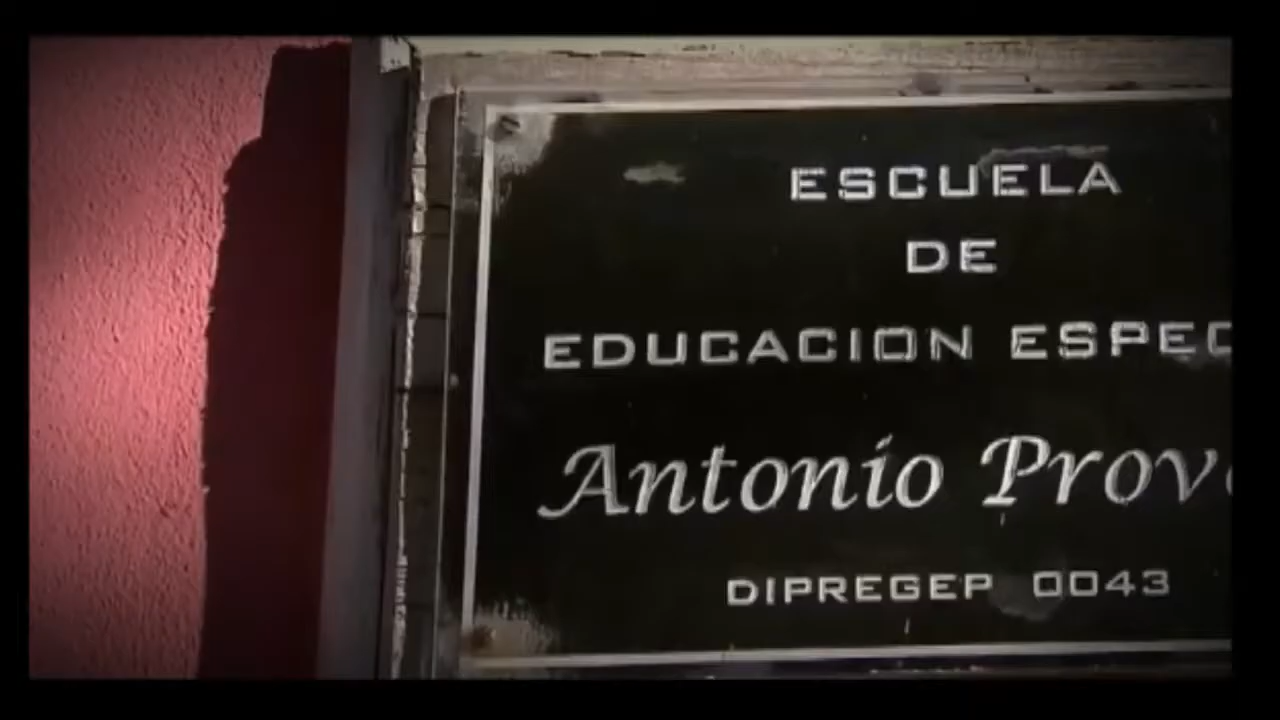 ESCUELA
DE
EDUCACION ESPEC
Antonio Prov
DIPREGEP 0043